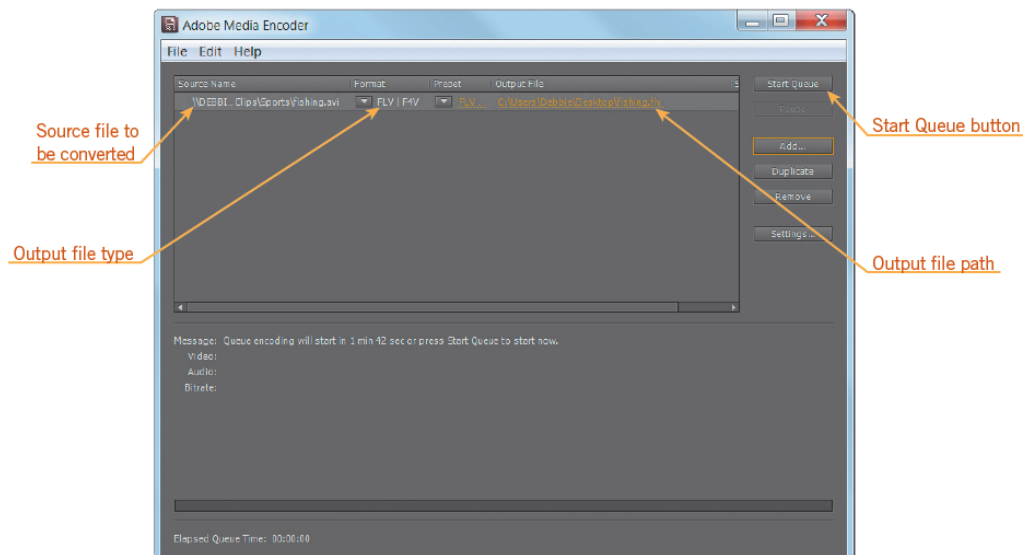 Adobe Media Encoder
File Edit Help
Source Name Format Preset Output File S
\\DEBBI...Clips\Sports\fishing.avi FLV | F4V FLV ... C:\Users\Debbie\Desktop\fishing.flv
Start Queue
Pause
Add...
Duplicate
Remove
Settings...
Source file to
be converted
Output file type
Start Queue button
Output file path
Message: Queue encoding will start in 1 min 42 sec or press Start Queue to start now.
Video:
Audio:
Bitrate:
Elapsed Queue Time: 00:00:00